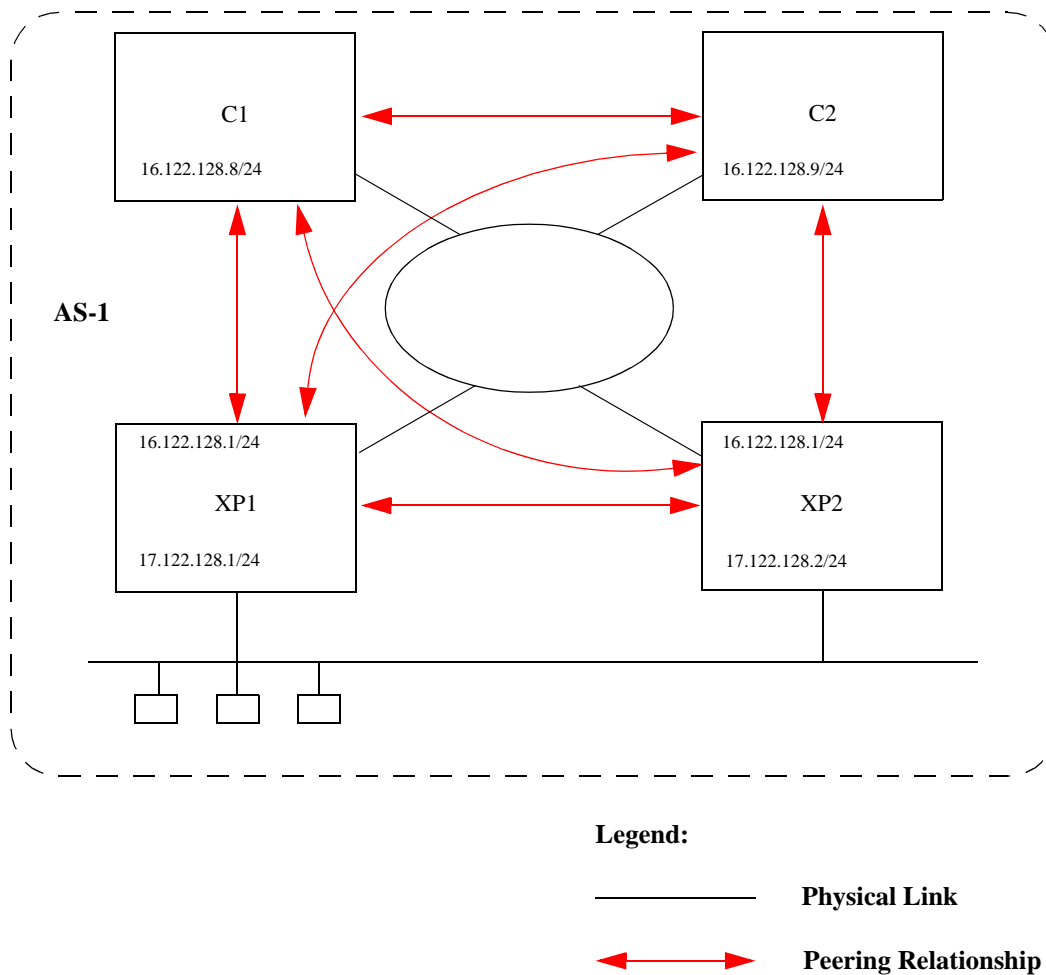 C1
C2
16.122.128.8/24
16.122.128.9/24
AS-1
16.122.128.1/24
16.122.128.1/24
XP1
XP2
17.122.128.1/24
17.122.128.2/24
Legend:
Physical Link
Peering Relationship